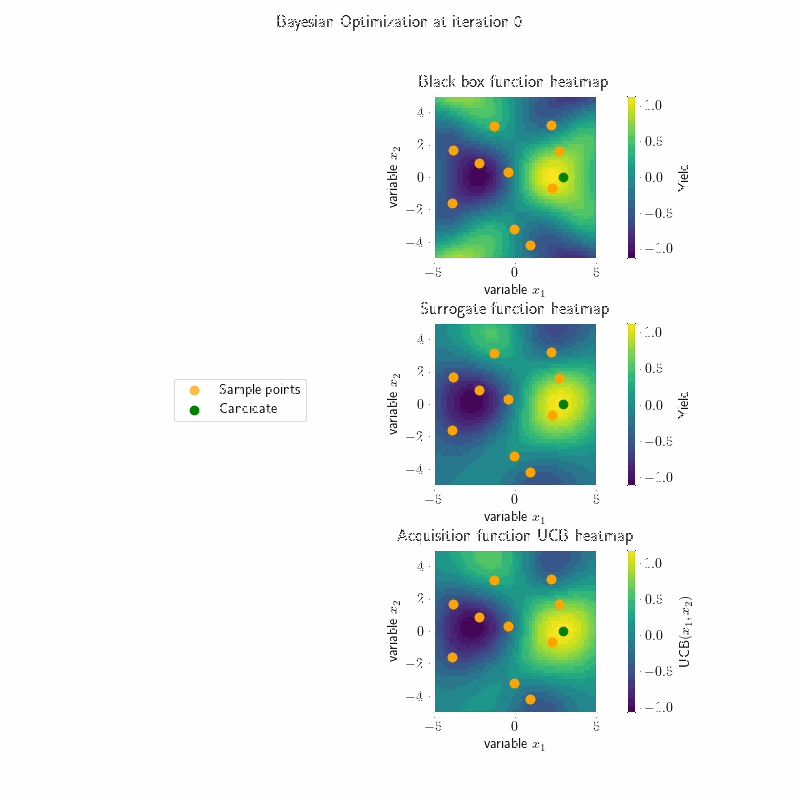 Bayesian Optimization at iteration 0
Black box function heatmap
4
2
0
−2
−4
variable x₂
−5 0 5
variable x₁
1.0
0.5
0.0
−0.5
−1.0
Yield
Surrogate function heatmap
4
2
0
−2
−4
variable x₂
−5 0 5
variable x₁
1.0
0.5
0.0
−0.5
−1.0
Yield
Sample points
Candidate
Acquisition function UCB heatmap
4
2
0
−2
−4
variable x₂
−5 0 5
variable x₁
1.0
0.5
0.0
−0.5
−1.0
UCB(x₁, x₂)